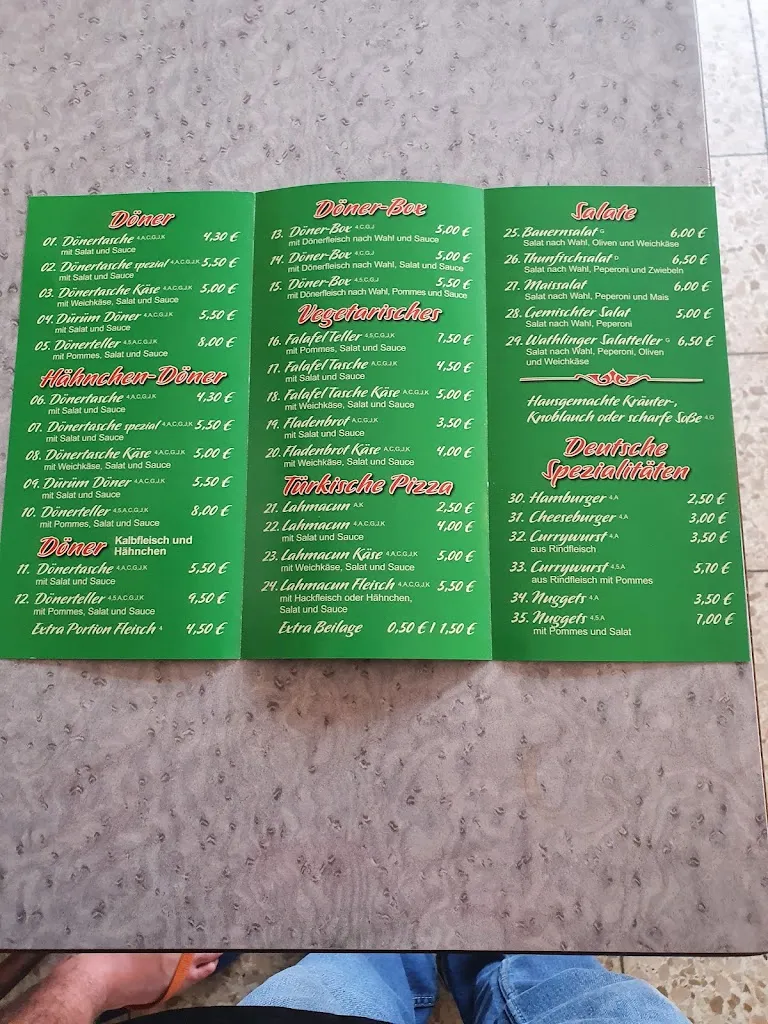 Döner
01. Dönertasche 4,A,C,G,J,K 4,30 €
mit Salat und Sauce
02. Dönertasche spezial 4,A,C,G,J,K 5,50 €
mit Salat und Sauce
03. Dönertasche Käse 4,A,C,G,J,K 5,00 €
mit Weichkäse, Salat und Sauce
04. Dürüm Döner 4,A,C,G,J,K 5,50 €
mit Salat und Sauce
05. Dönerteller 4,5,A,C,G,J,K 8,00 €
mit Pommes, Salat und Sauce
Hähnchen-Döner
06. Dönertasche 4,A,C,G,J,K 4,30 €
mit Salat und Sauce
07. Dönertasche spezial 4,A,C,G,J,K 5,50 €
mit Salat und Sauce
08. Dönertasche Käse 4,A,C,G,J,K 5,00 €
mit Weichkäse, Salat und Sauce
09. Dürüm Döner 4,A,C,G,J,K 5,50 €
mit Salat und Sauce
10. Dönerteller 4,5,A,C,G,J,K 8,00 €
mit Pommes, Salat und Sauce
Döner Kalbfleisch und
Hähnchen
11. Dönertasche 4,A,C,G,J,K 5,50 €
mit Salat und Sauce
12. Dönerteller 4,5,A,C,G,J,K 9,50 €
mit Pommes, Salat und Sauce
Extra Portion Fleisch 4 4,50 €
Döner-Box
13. Döner-Box 4,C,G,J 5,00 €
mit Dönerfleisch nach Wahl und Sauce
14. Döner-Box 4,C,G,J 5,00 €
mit Dönerfleisch nach Wahl, Salat und Sauce
15. Döner-Box 4,5,C,G,J 5,50 €
mit Dönerfleisch nach Wahl, Pommes und Sauce
Vegetarisches
16. Falafel Teller 4,5,C,G,J,K 7,50 €
mit Pommes, Salat und Sauce
17. Falafel Tasche A,C,G,J,K 4,50 €
mit Salat und Sauce
18. Falafel Tasche Käse A,C,G,J,K 5,00 €
mit Weichkäse, Salat und Sauce
19. Fladenbrot A,C,G,J,K 3,50 €
mit Salat und Sauce
20. Fladenbrot Käse A,C,G,J,K 4,00 €
mit Weichkäse, Salat und Sauce
Türkische Pizza
21. Lahmacun A,K 2,50 €
22. Lahmacun 4,A,C,G,J,K 4,00 €
mit Salat und Sauce
23. Lahmacun Käse 4,A,C,G,J,K 5,00 €
mit Weichkäse, Salat und Sauce
24. Lahmacun Fleisch 4,A,C,G,J,K 5,50 €
mit Hackfleisch oder Hähnchen,
Salat und Sauce
Extra Beilage 0,50 € / 1,50 €
Salate
25. Bauernsalat G 6,00 €
Salat nach Wahl, Oliven und Weichkäse
26. Thunfischsalat D 6,50 €
Salat nach Wahl, Peperoni und Zwiebeln
27. Maissalat 6,00 €
Salat nach Wahl, Peperoni und Mais
28. Gemischter Salat 5,00 €
Salat nach Wahl, Peperoni
29. Wathlinger Salatteller G 6,50 €
Salat nach Wahl, Peperoni, Oliven
und Weichkäse
Hausgemachte Kräuter-,
Knoblauch oder scharfe Soße 4,G
Deutsche
Spezialitäten
30. Hamburger 4,A 2,50 €
31. Cheeseburger 4,A 3,00 €
32. Currywurst 4,A 3,50 €
aus Rindfleisch
33. Currywurst 4,5,A 5,70 €
aus Rindfleisch mit Pommes
34. Nuggets 4,A 3,50 €
35. Nuggets 4,5,A 7,00 €
mit Pommes und Salat